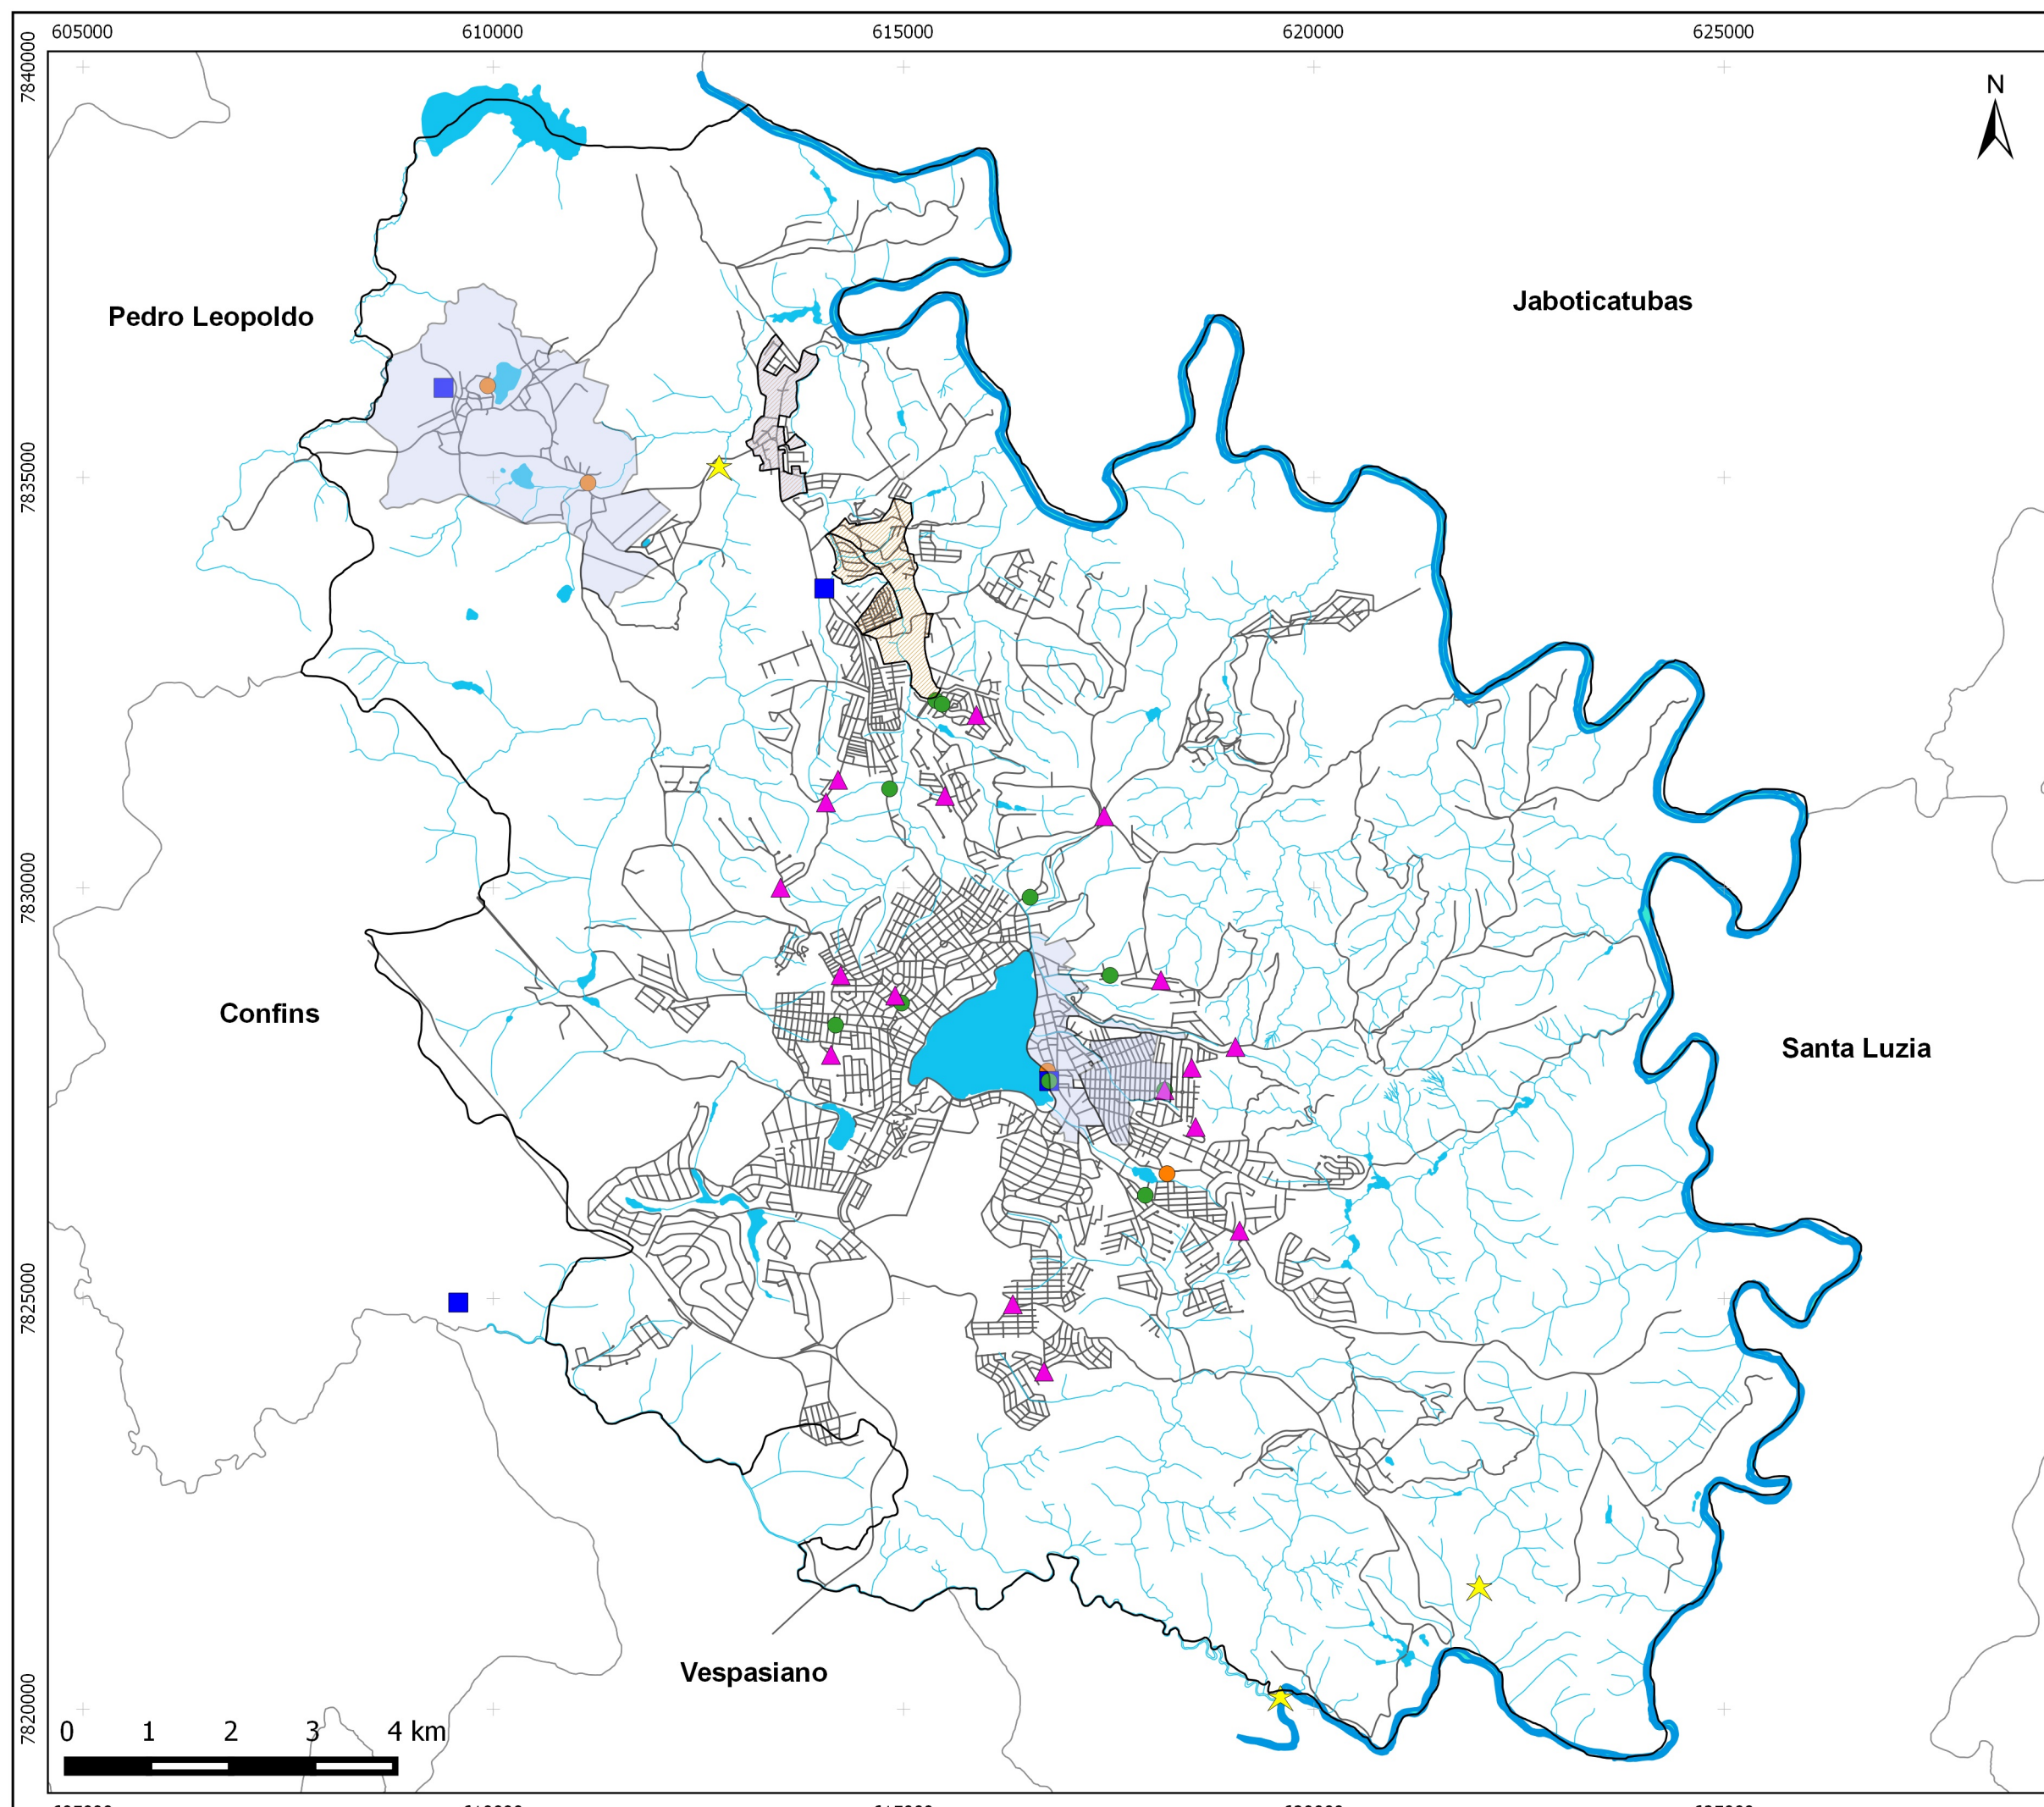 605000 610000 615000 620000 625000
7840000
N
Jaboticatubas
Pedro Leopoldo
7835000
7830000
Confins
Santa Luzia
7825000
Vespasiano
7820000
0 1 2 3 4 km